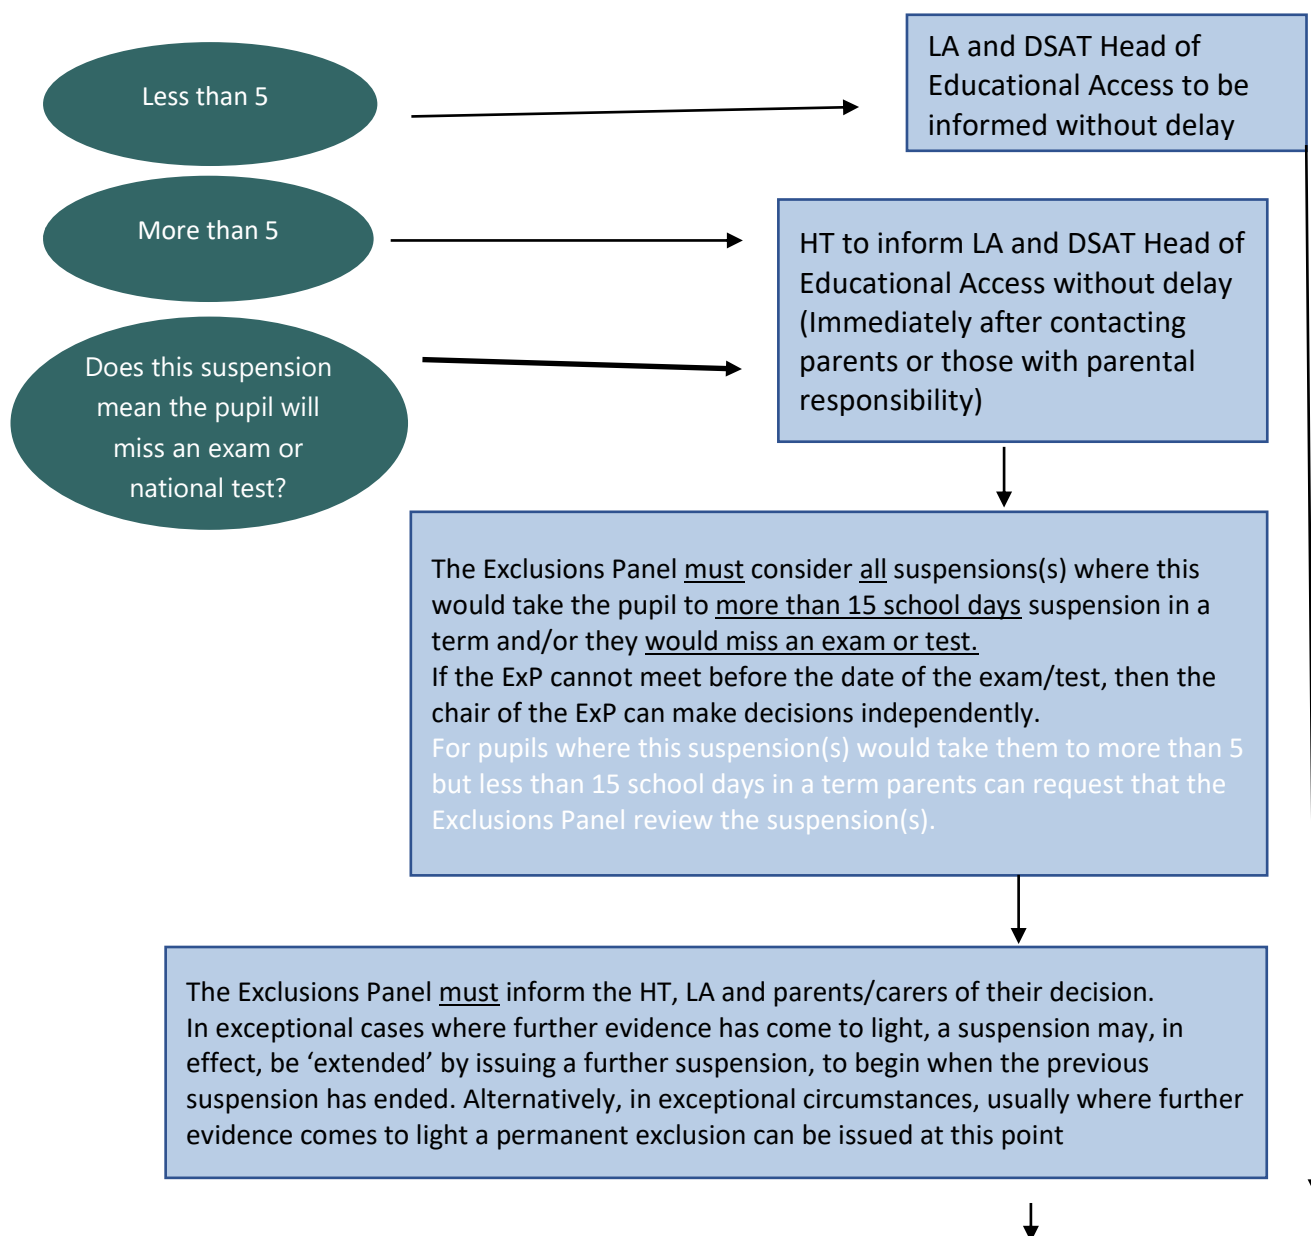 Less than 5
LA and DSAT Head of
Educational Access to be
informed without delay
More than 5
HT to inform LA and DSAT Head of
Educational Access without delay
(Immediately after contacting
parents or those with parental
responsibility)
Does this suspension
mean the pupil will
miss an exam or
national test?
The Exclusions Panel must consider all suspensions(s) where this
would take the pupil to more than 15 school days suspension in a
term and/or they would miss an exam or test.
If the ExP cannot meet before the date of the exam/test, then the
chair of the ExP can make decisions independently.
For pupils where this suspension(s) would take them to more than 5
but less than 15 school days in a term parents can request that the
Exclusions Panel review the suspension(s).
The Exclusions Panel must inform the HT, LA and parents/carers of their decision.
In exceptional cases where further evidence has come to light, a suspension may, in
effect, be ‘extended’ by issuing a further suspension, to begin when the previous
suspension has ended. Alternatively, in exceptional circumstances, usually where further
evidence comes to light a permanent exclusion can be issued at this point